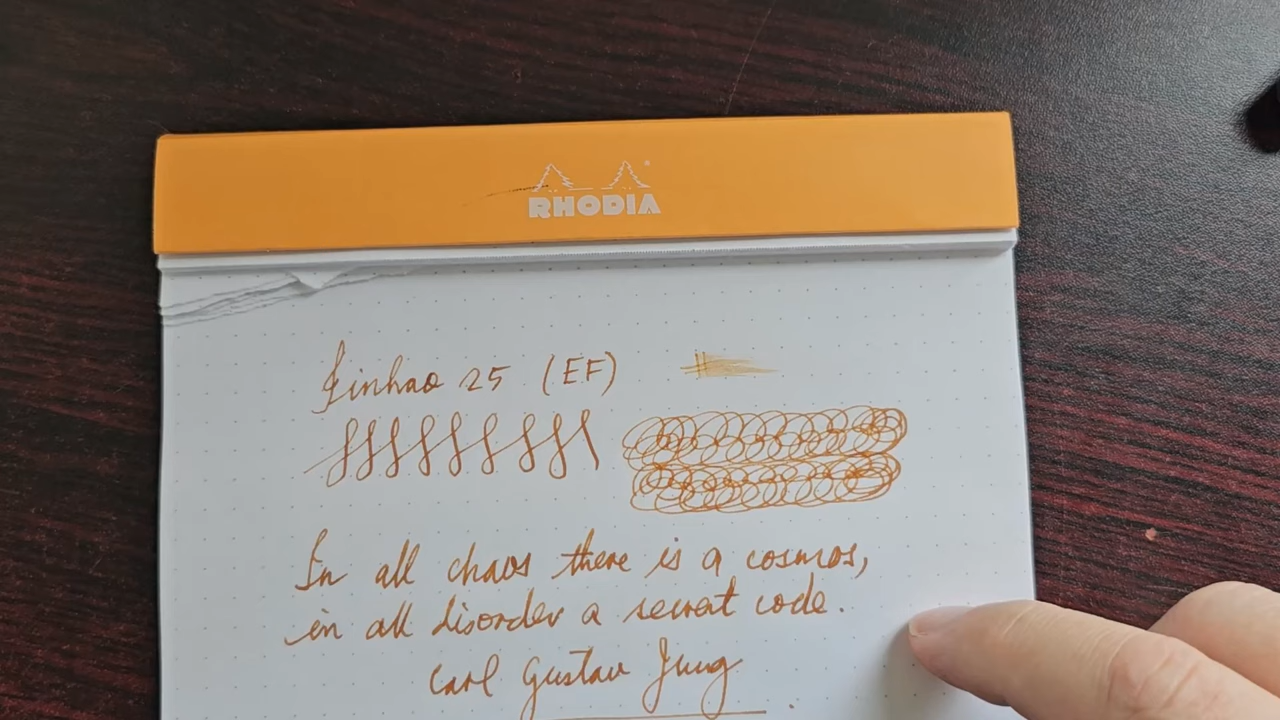 RHODIA
Jinhao 25 (EF)
In all chaos there is a cosmos,
in all disorder a secret code.
Carl Gustav Jung